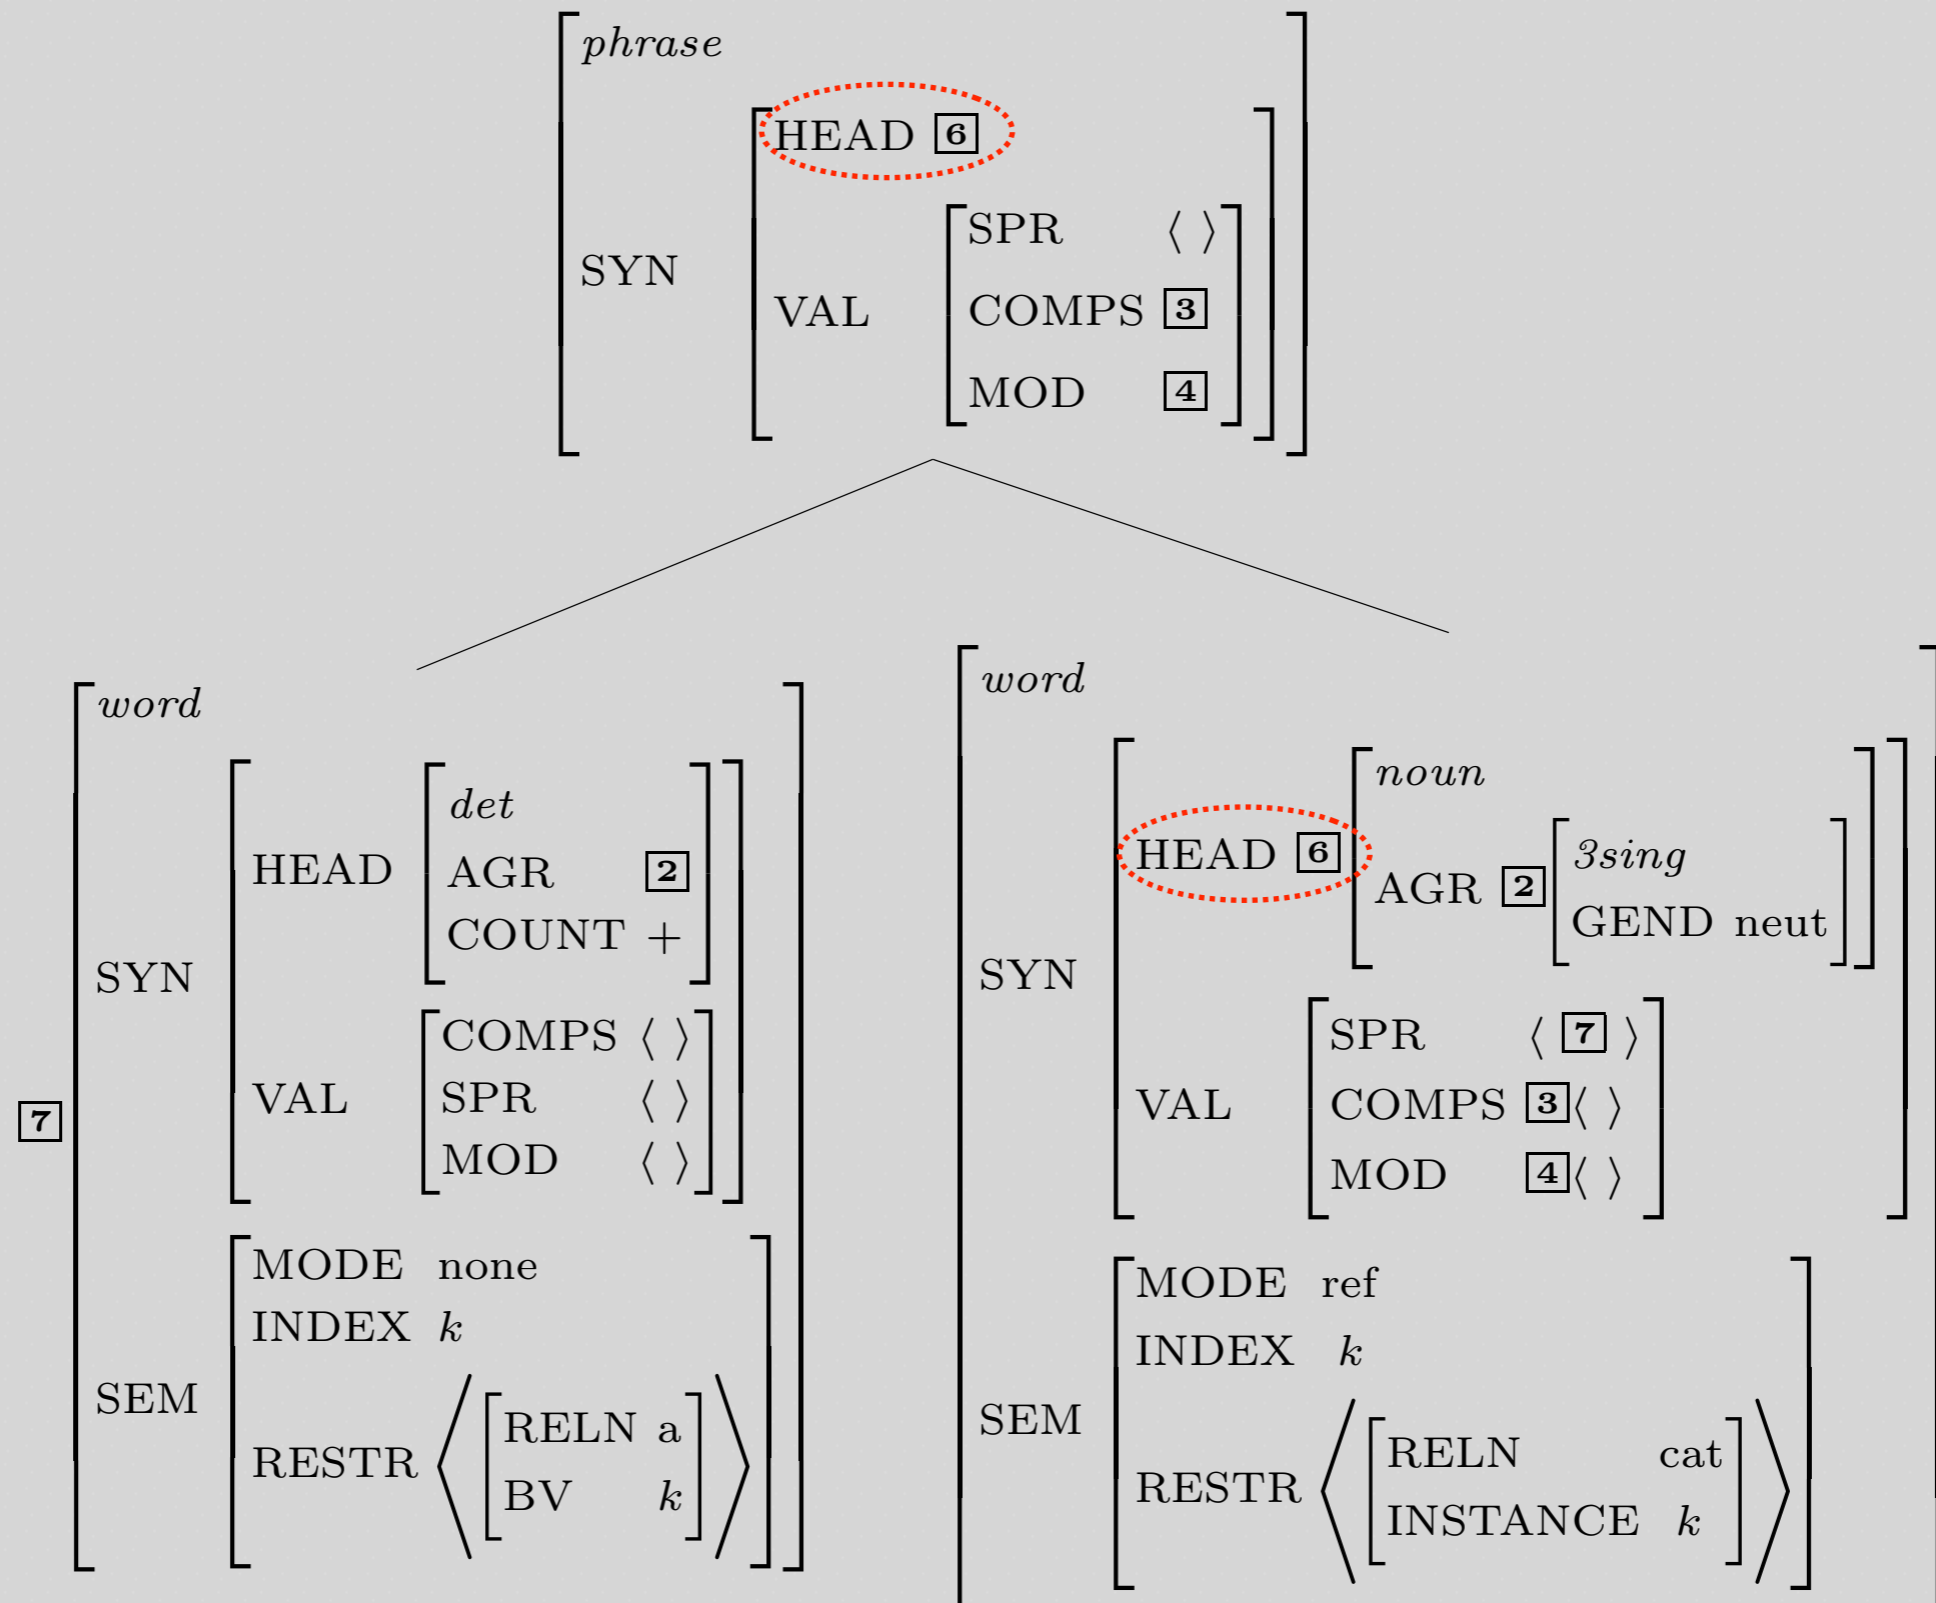 phrase
HEAD 6
SYN
VAL
SPR ⟨ ⟩
COMPS 3
MOD 4
7
word
SYN
HEAD
det
AGR 2
COUNT +
VAL
COMPS ⟨ ⟩
SPR ⟨ ⟩
MOD ⟨ ⟩
SEM
MODE none
INDEX k
RESTR
RELN a
BV k
word
SYN
HEAD 6
noun
AGR 2
3sing
GEND neut
VAL
SPR ⟨ 7 ⟩
COMPS 3 ⟨ ⟩
MOD 4 ⟨ ⟩
SEM
MODE ref
INDEX k
RESTR
RELN cat
INSTANCE k